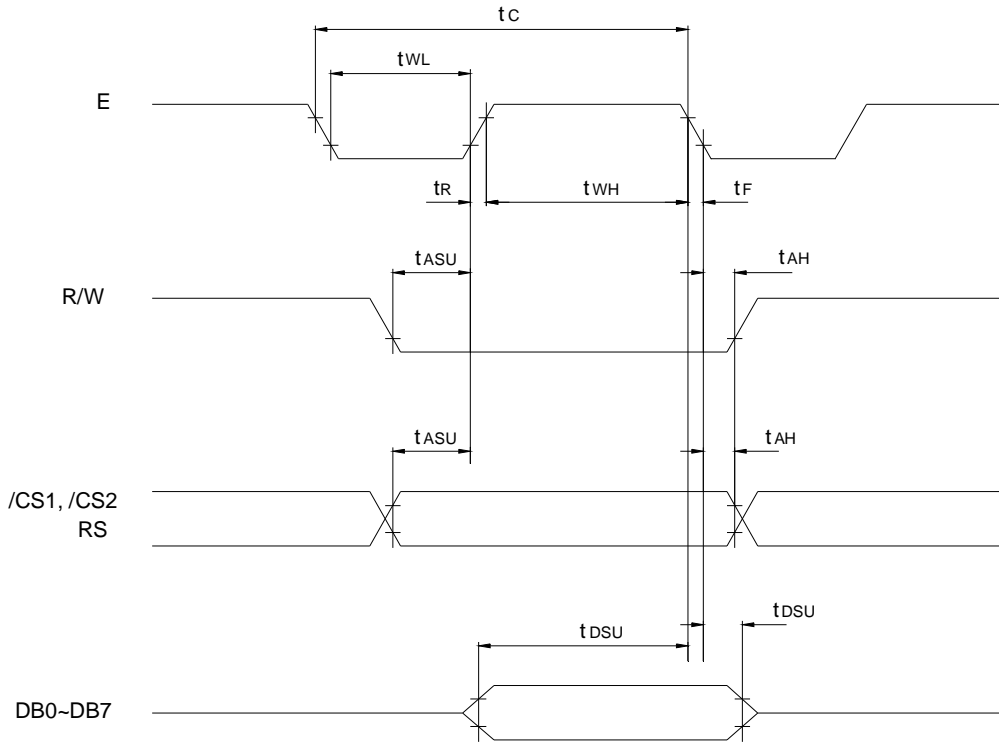 tC
tWL
E
tR
tWH
tF
tASU
tAH
R/W
tASU
tAH
/CS1, /CS2
RS
tDSU
tDSU
DB0~DB7